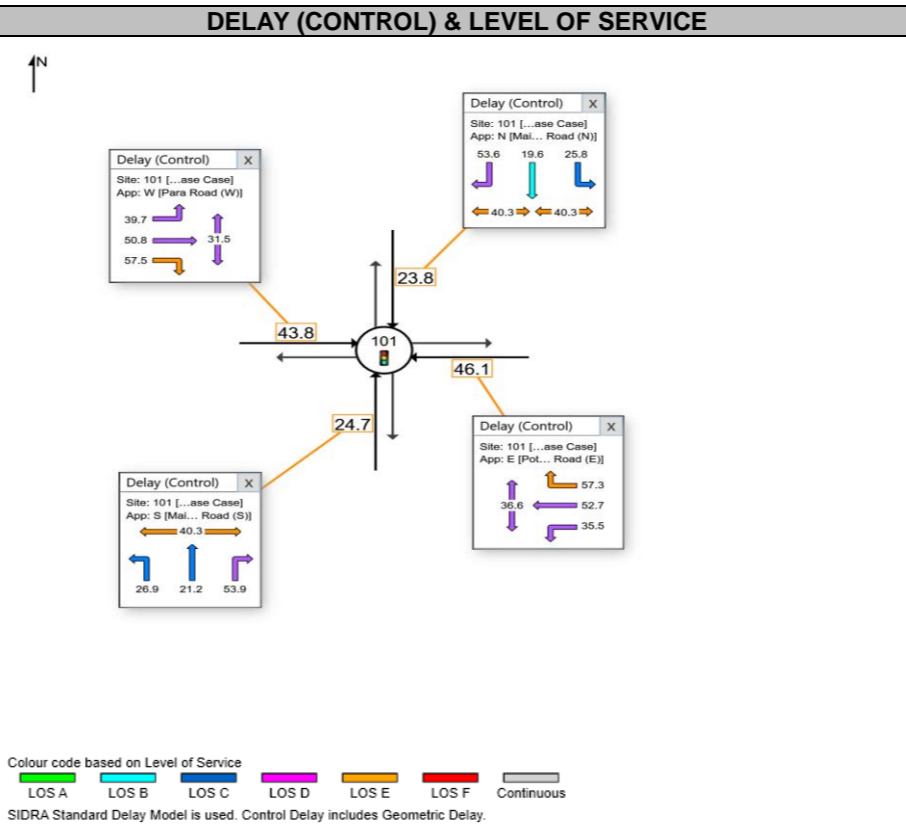 DELAY (CONTROL) & LEVEL OF SERVICE
N
Delay (Control) X
Site: 101 [...ase Case]
App: N [Mai... Road (N)]
53.6 19.6 25.8
40.3 40.3
Delay (Control) X
Site: 101 [...ase Case]
App: W [Para Road (W)]
39.7
50.8
57.5
31.5
23.8
43.8
101
46.1
24.7
Delay (Control) X
Site: 101 [...ase Case]
App: E [Pot... Road (E)]
57.3
36.6 52.7
35.5
Delay (Control) X
Site: 101 [...ase Case]
App: S [Mai... Road (S)]
40.3
26.9 21.2 53.9
Colour code based on Level of Service
LOS A LOS B LOS C LOS D LOS E LOS F Continuous
SIDRA Standard Delay Model is used. Control Delay includes Geometric Delay.